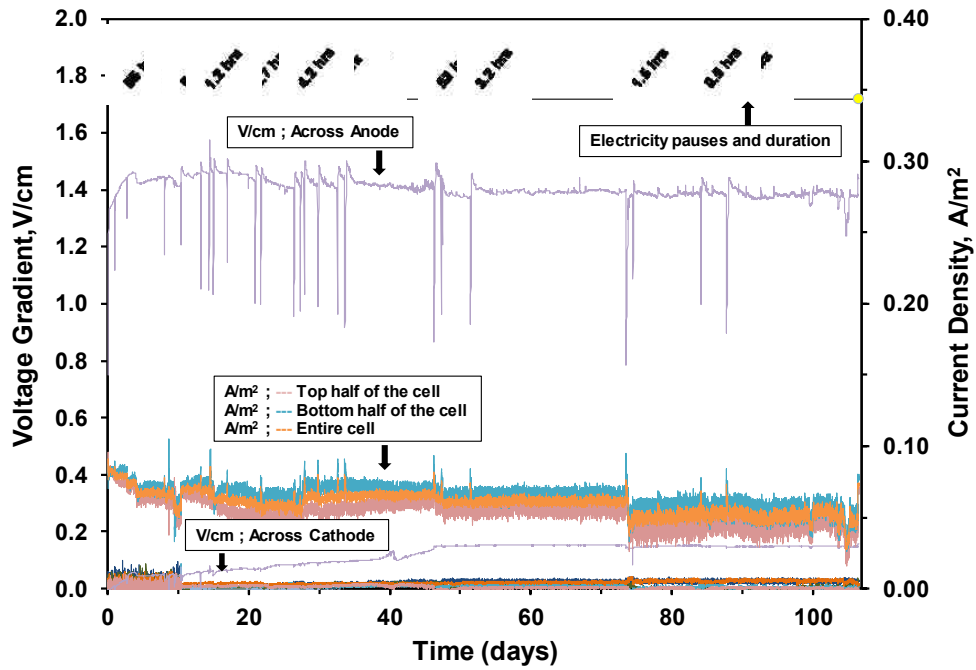 2.0
1.8
1.6
1.4
1.2
1.0
0.8
0.6
0.4
0.2
0.0
Voltage Gradient,V/cm
1.2 hrs
4.2 hrs
3.2 hrs
1.5 hrs
0.5 hrs
V/cm ; Across Anode
Electricity pauses and duration
A/m² ; Top half of the cell
A/m² ; Bottom half of the cell
A/m² ; Entire cell
V/cm ; Across Cathode
0.40
0.30
0.20
0.10
0.00
Current Density, A/m²
0 20 40 60 80 100
Time (days)